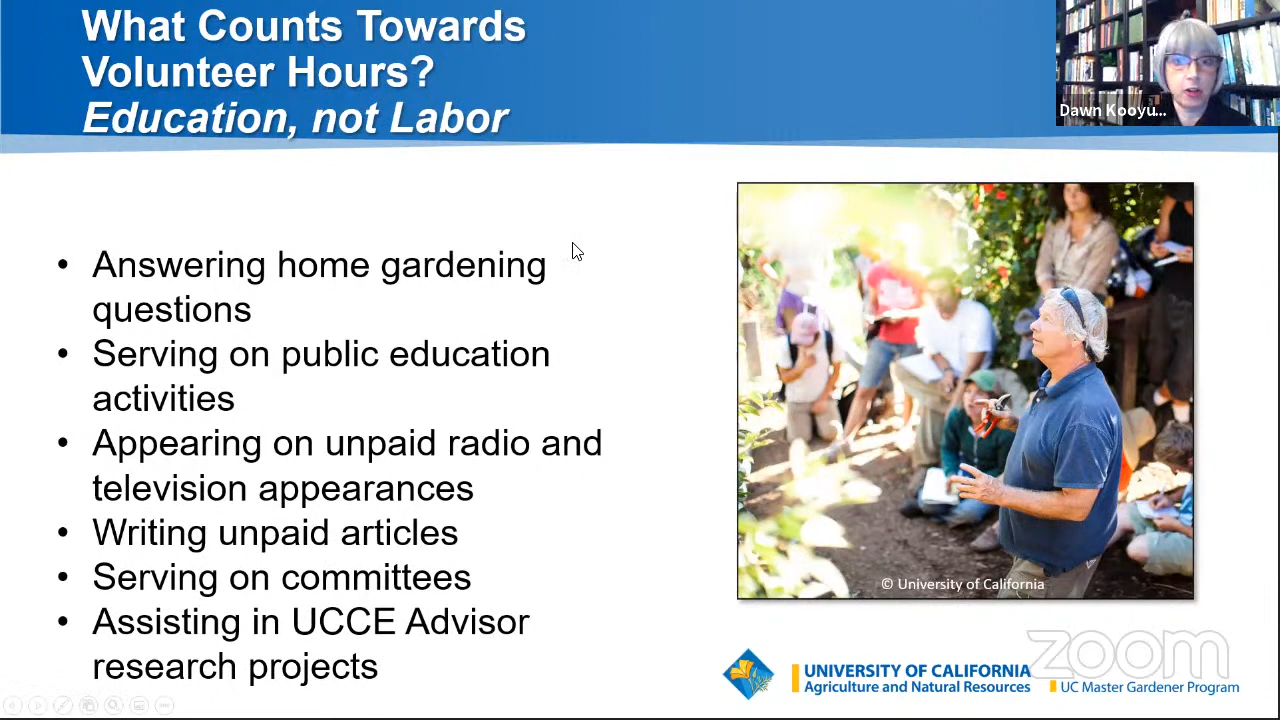 What Counts Towards
Volunteer Hours?
Education, not Labor
Dawn Kooyu...
• Answering home gardening
questions
• Serving on public education
activities
• Appearing on unpaid radio and
television appearances
• Writing unpaid articles
• Serving on committees
• Assisting in UCCE Advisor
research projects
© University of California
zoom
UNIVERSITY OF CALIFORNIA
Agriculture and Natural Resources
UC Master Gardener Program